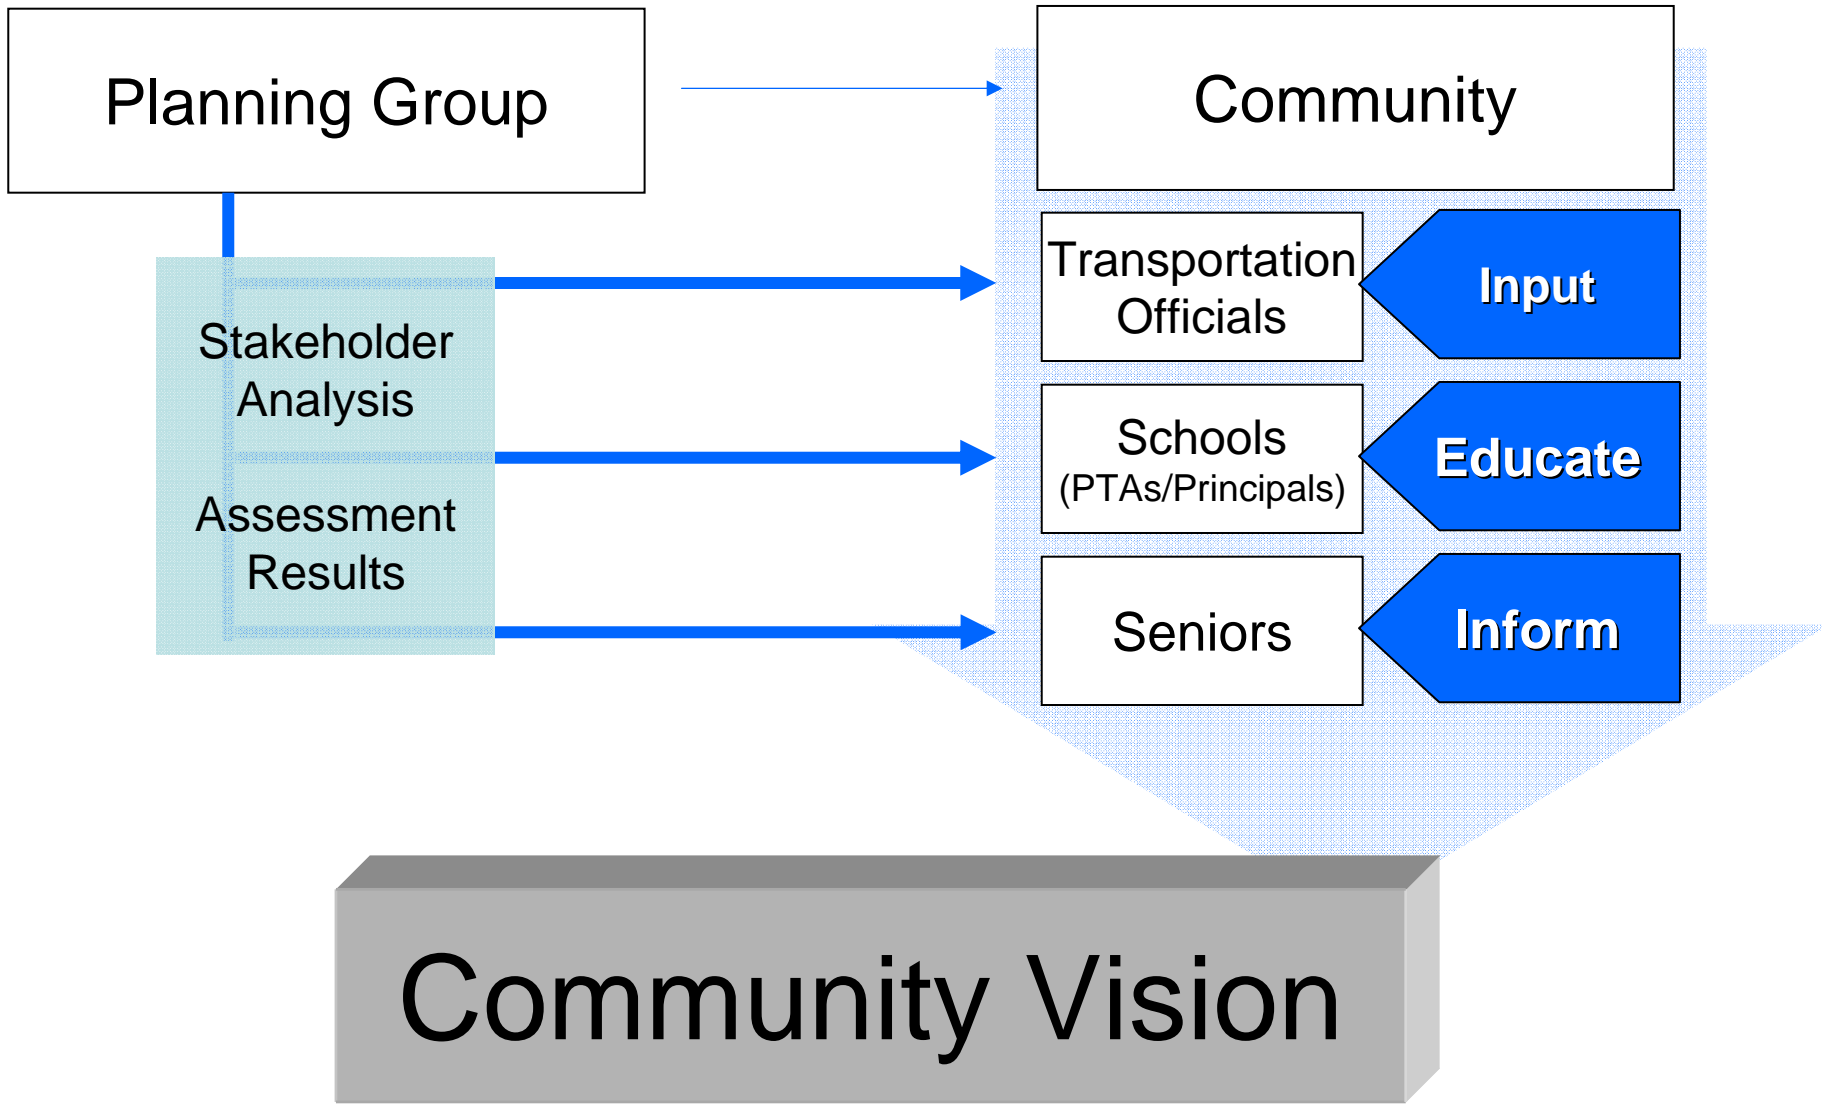 Planning Group
Community
Stakeholder
Analysis
Assessment
Results
Transportation
Officials
Input
Schools
(PTAs/Principals)
Educate
Seniors
Inform
Community Vision